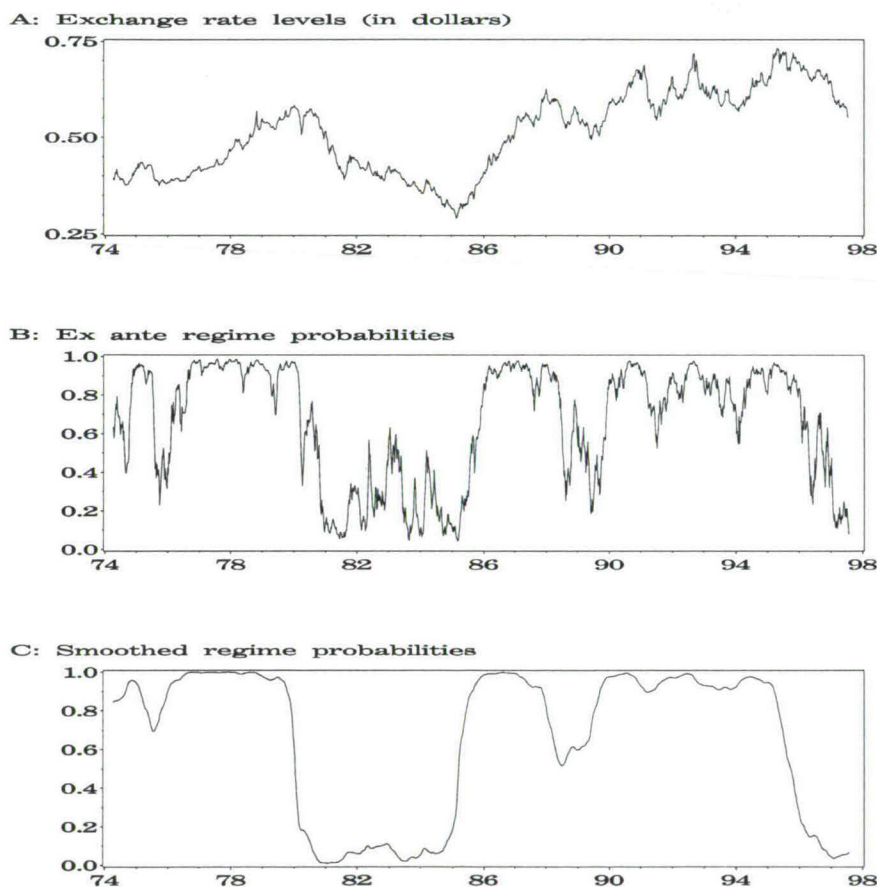 A: Exchange rate levels (in dollars)
0.75
0.50
0.25
74 78 82 86 90 94 98
B: Ex ante regime probabilities
1.0
0.8
0.6
0.4
0.2
0.0
74 78 82 86 90 94 98
C: Smoothed regime probabilities
1.0
0.8
0.6
0.4
0.2
0.0
74 78 82 86 90 94 98